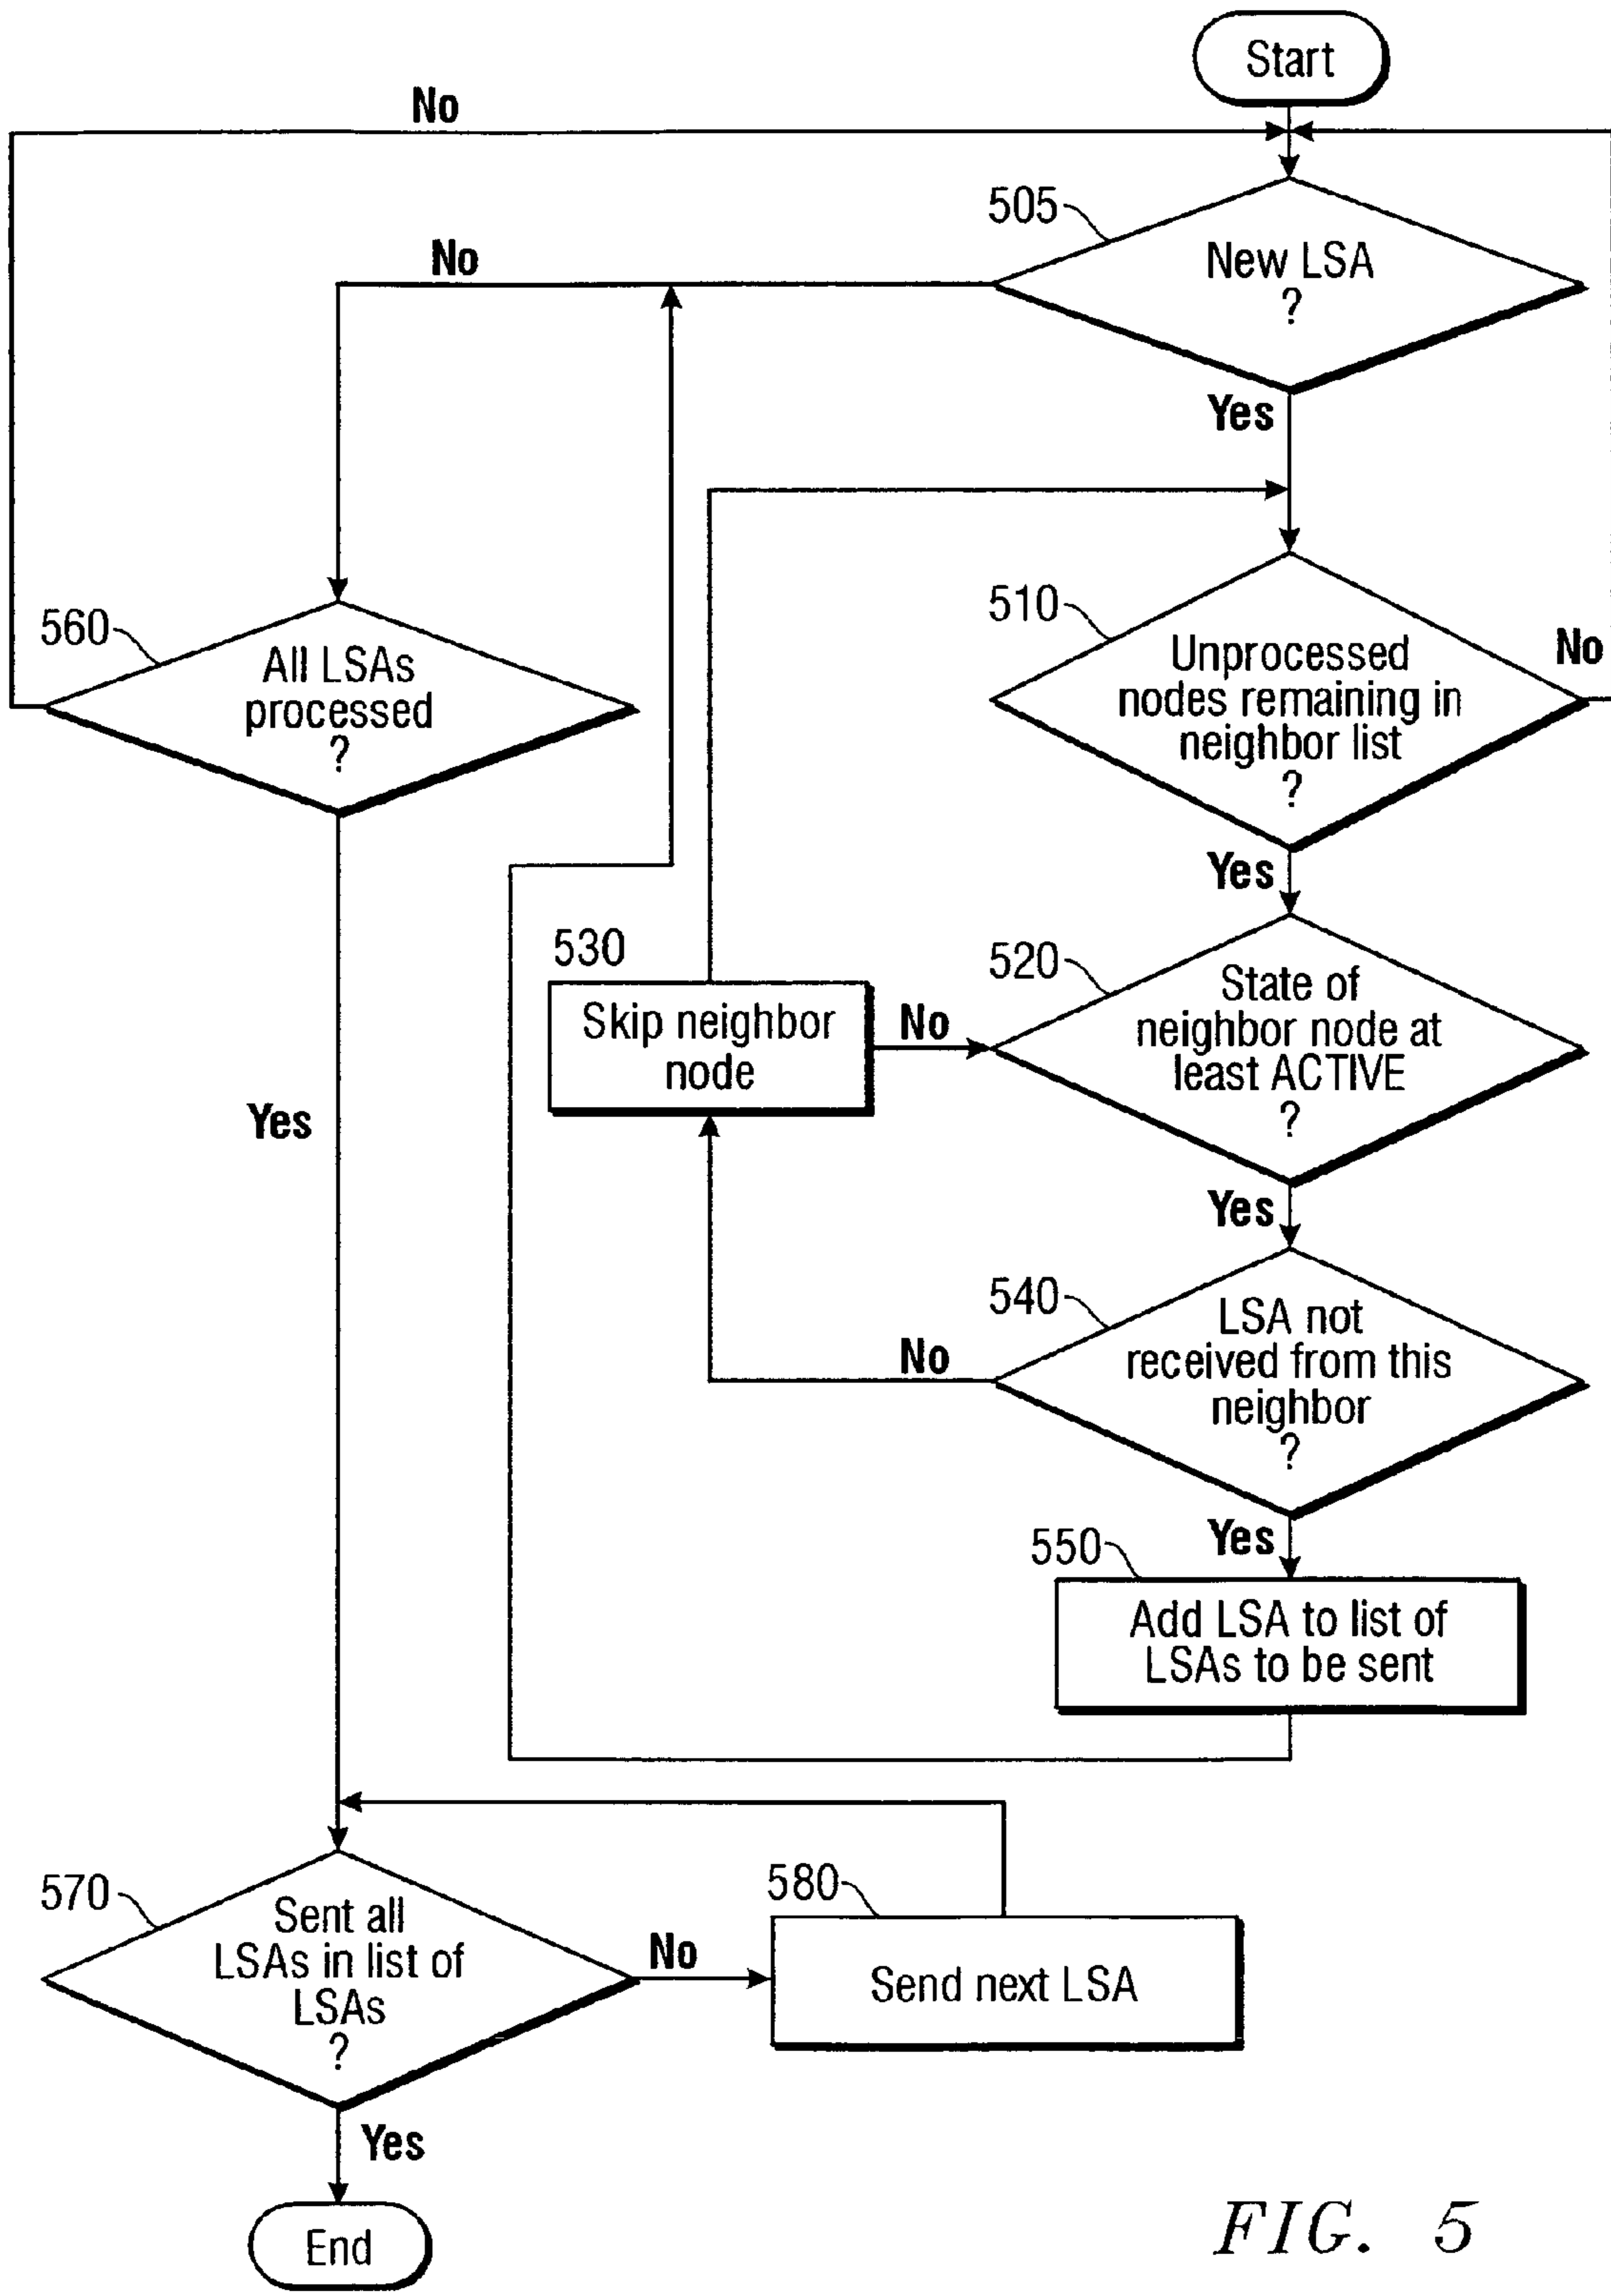 Start
No
505
New LSA
?
No
Yes
560
All LSAs
processed
?
510
Unprocessed
nodes remaining in
neighbor list
?
No
Yes
530
Skip neighbor
node
No
520
State of
neighbor node at
least ACTIVE
?
Yes
Yes
540
LSA not
received from this
neighbor
?
No
Yes
550
Add LSA to list of
LSAs to be sent
570
Sent all
LSAs in list of
LSAs
?
No
580
Send next LSA
Yes
End
FIG. 5